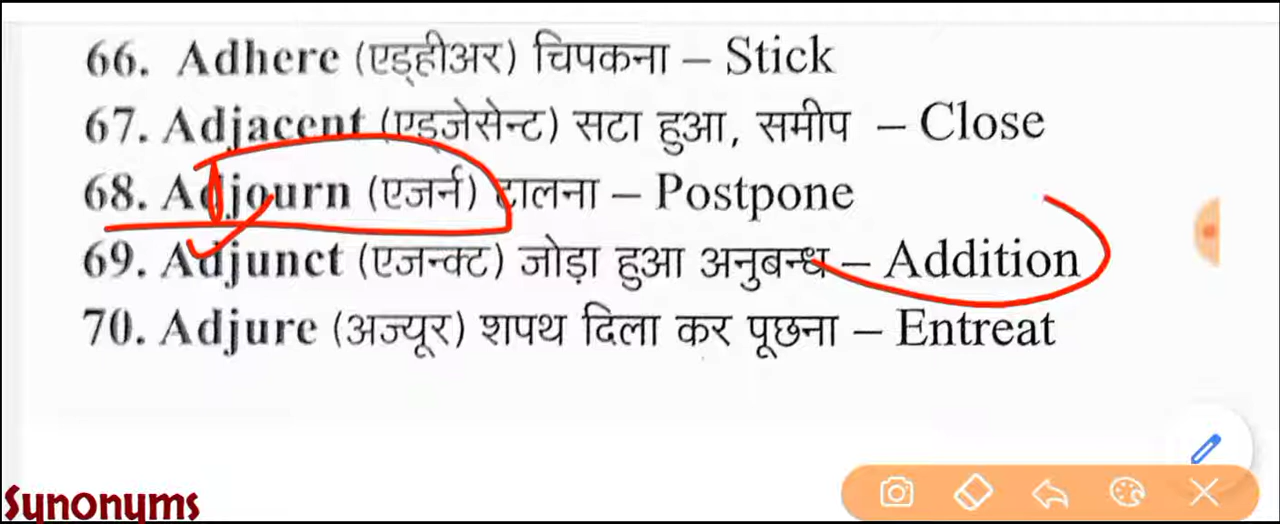 66. Adhere (एड्हीअर) चिपकना – Stick
67. Adjacent (एड्जेसेन्ट) सटा हुआ, समीप – Close
68. Adjourn (एजर्न) टालना – Postpone
69. Adjunct (एजन्क्ट) जोड़ा हुआ अनुबन्ध – Addition
70. Adjure (अज्यूर) शपथ दिला कर पूछना – Entreat
Synonyms